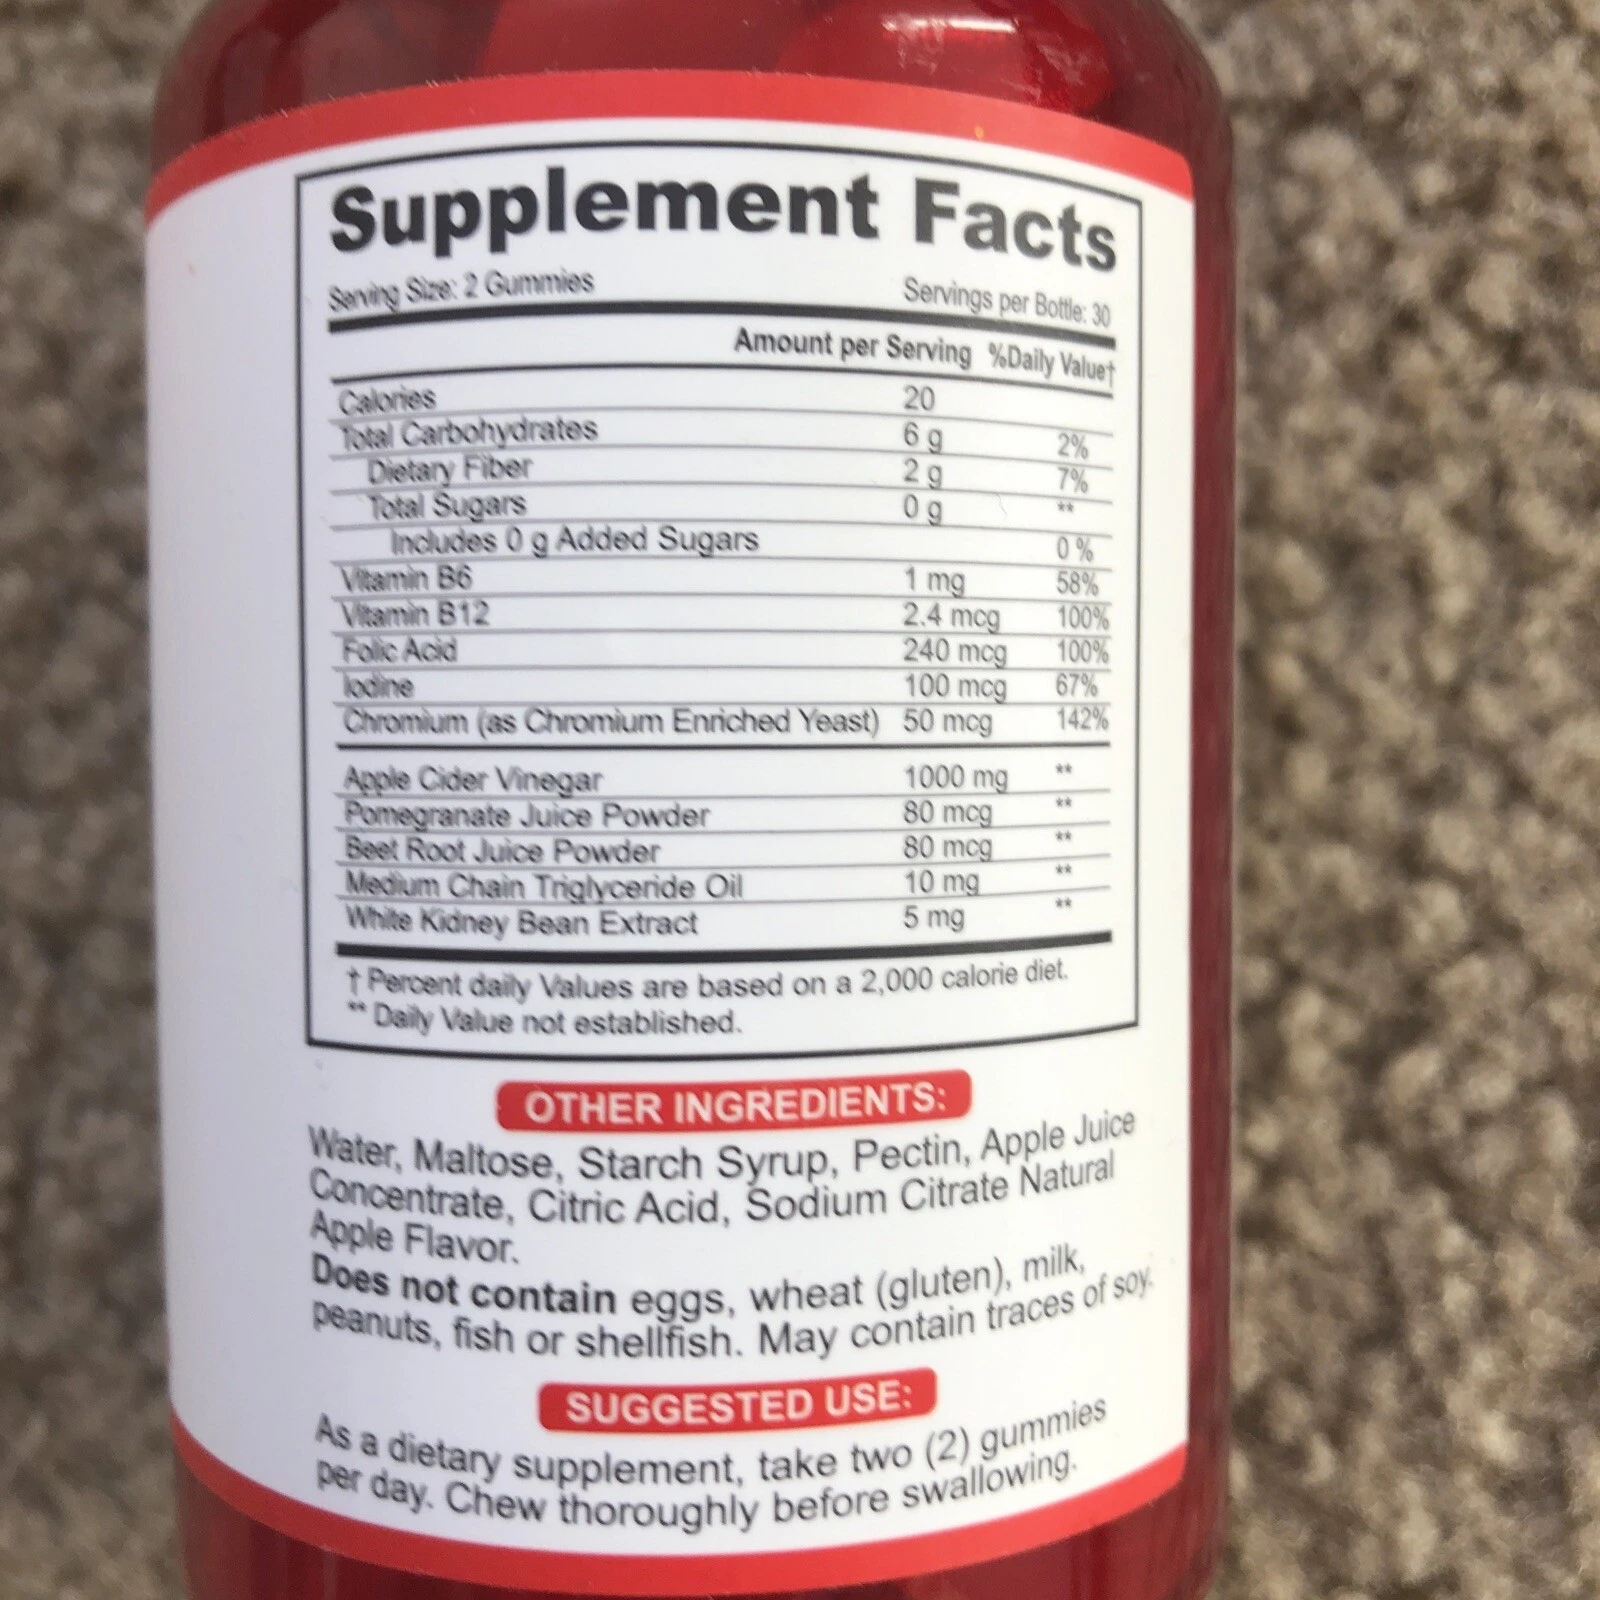 Supplement Facts
Serving Size: 2 Gummies Servings per Bottle: 30
Amount per Serving %Daily Value†
Calories 20
Total Carbohydrates 6 g 2%
Dietary Fiber 2 g 7%
Total Sugars 0 g **
Includes 0 g Added Sugars 0 %
Vitamin B6 1 mg 58%
Vitamin B12 2.4 mcg 100%
Folic Acid 240 mcg 100%
Iodine 100 mcg 67%
Chromium (as Chromium Enriched Yeast) 50 mcg 142%
Apple Cider Vinegar 1000 mg **
Pomegranate Juice Powder 80 mcg **
Beet Root Juice Powder 80 mcg **
Medium Chain Triglyceride Oil 10 mg **
White Kidney Bean Extract 5 mg **
† Percent daily Values are based on a 2,000 calorie diet.
** Daily Value not established.
OTHER INGREDIENTS:
Water, Maltose, Starch Syrup, Pectin, Apple Juice
Concentrate, Citric Acid, Sodium Citrate Natural
Apple Flavor.
Does not contain eggs, wheat (gluten), milk,
peanuts, fish or shellfish. May contain traces of soy.
SUGGESTED USE:
As a dietary supplement, take two (2) gummies
per day. Chew thoroughly before swallowing.